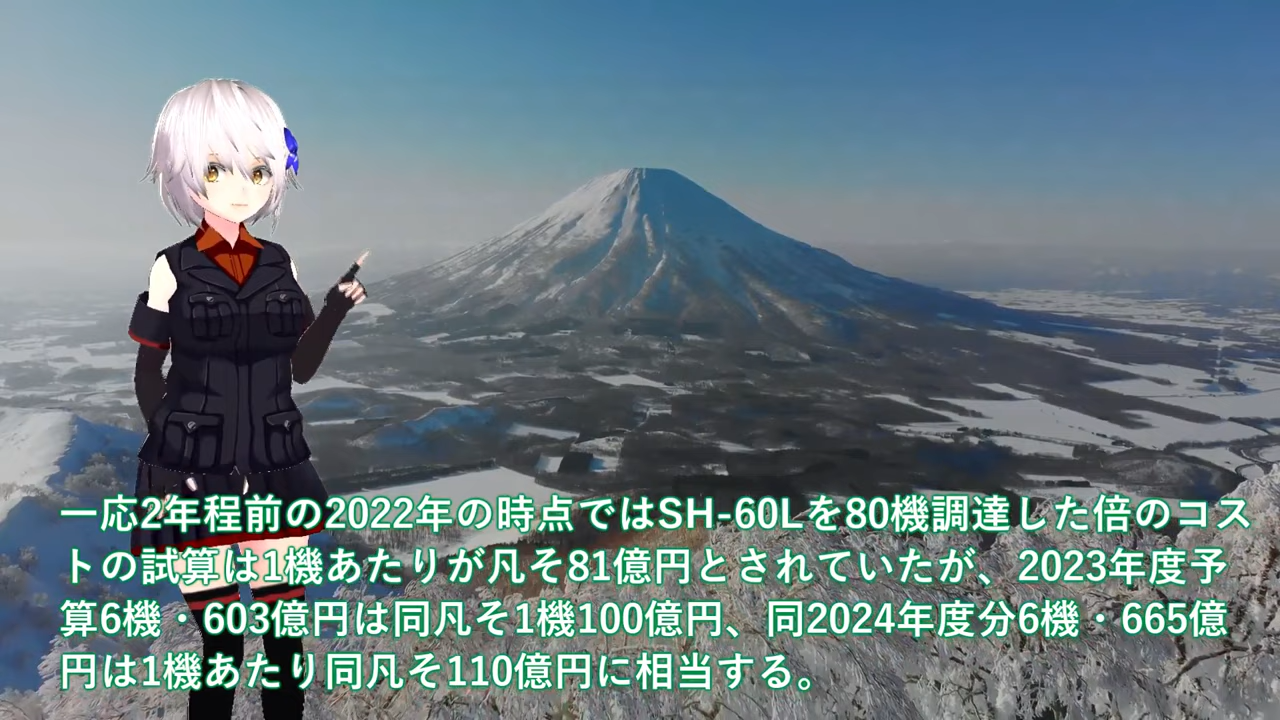 一応2年程前の2022年の時点ではSH-60Lを80機調達した倍のコス
トの試算は1機あたりが凡そ81億円とされていたが、2023年度予
算6機・603億円は同凡そ1機100億円、同2024年度分6機・665億
円は1機あたり同凡そ110億円に相当する。